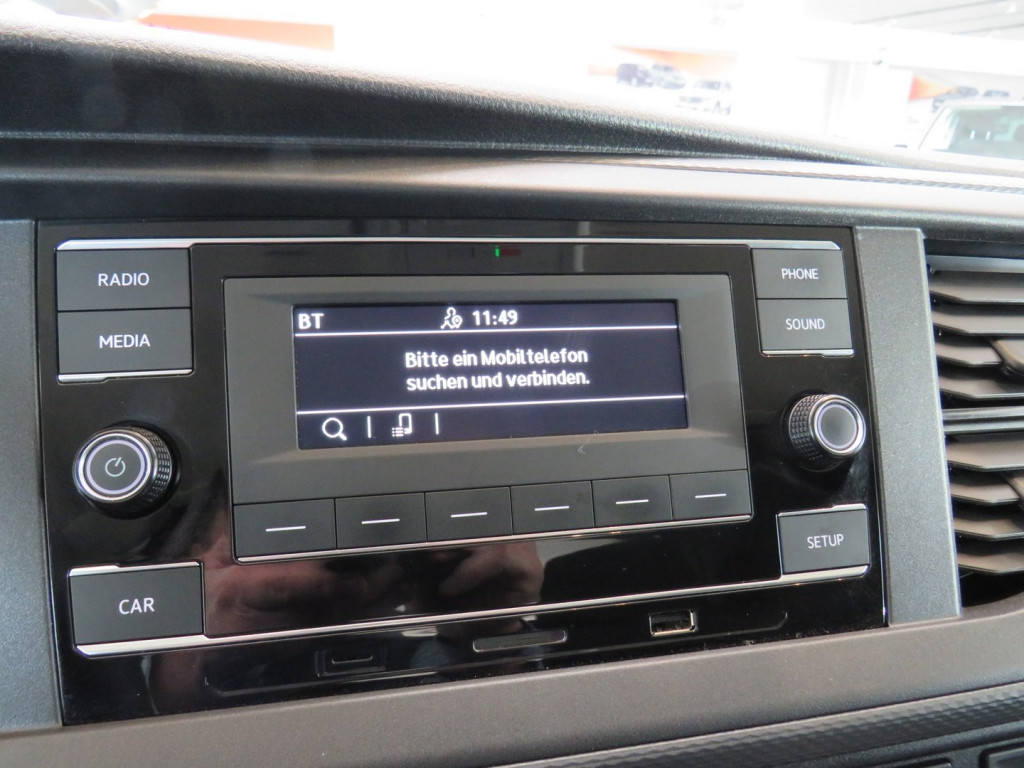 RADIO
MEDIA
BT 11:49
Bitte ein Mobiltelefon
suchen und verbinden.
PHONE
SOUND
CAR
SETUP